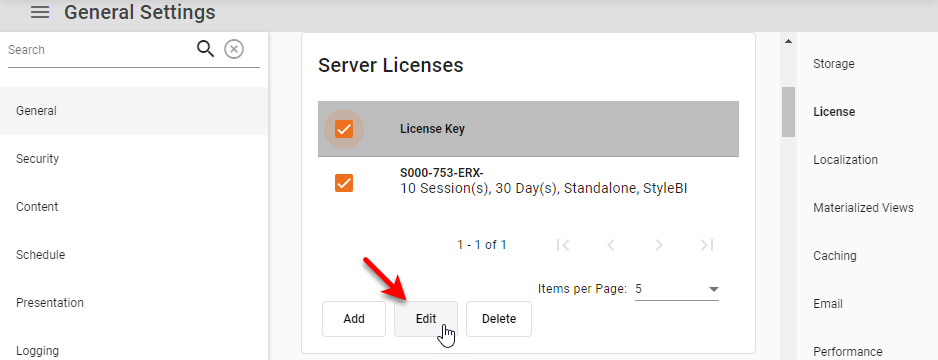 General Settings
Search
General
Security
Content
Schedule
Presentation
Logging
Server Licenses
License Key
S000-753-ERX-
10 Session(s), 30 Day(s), Standalone, StyleBI
1 - 1 of 1
Items per Page: 5
Add Edit Delete
Storage
License
Localization
Materialized Views
Caching
Email
Performance